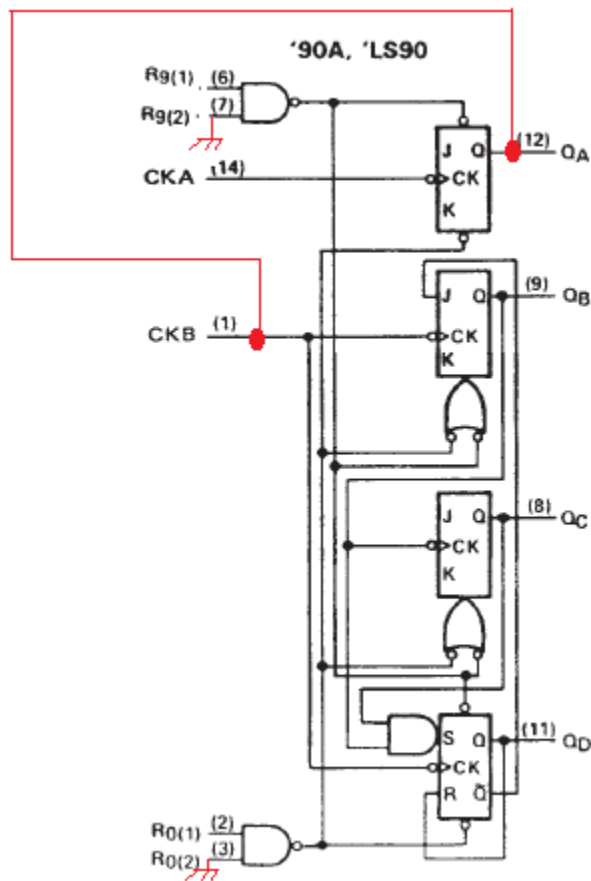 '90A, 'LS90
R9(1) (6)
R9(2) (7)
J Q (12) QA
CKA (14) CK
K
J Q (9) QB
CKB (1) CK
K
J Q (8) QC
CK
K
S Q (11) QD
CK
R Q̄
R0(1) (2)
R0(2) (3)